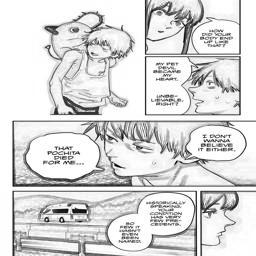 HOW
DID YOUR
BODY END
UP LIKE
THAT?
MY PET
DEVIL
BECAME
MY
HEART.
UNBE-
LIEVABLE,
RIGHT?
I DON'T
WANNA
BELIEVE
IT EITHER.
THAT
POCHITA
DIED
FOR ME...
HISTORICALLY
SPEAKING,
YOUR
CONDITION
HAS VERY
FEW PRE-
CEDENTS.
SO
FEW IT
HASN'T
EVEN
BEEN
NAMED.